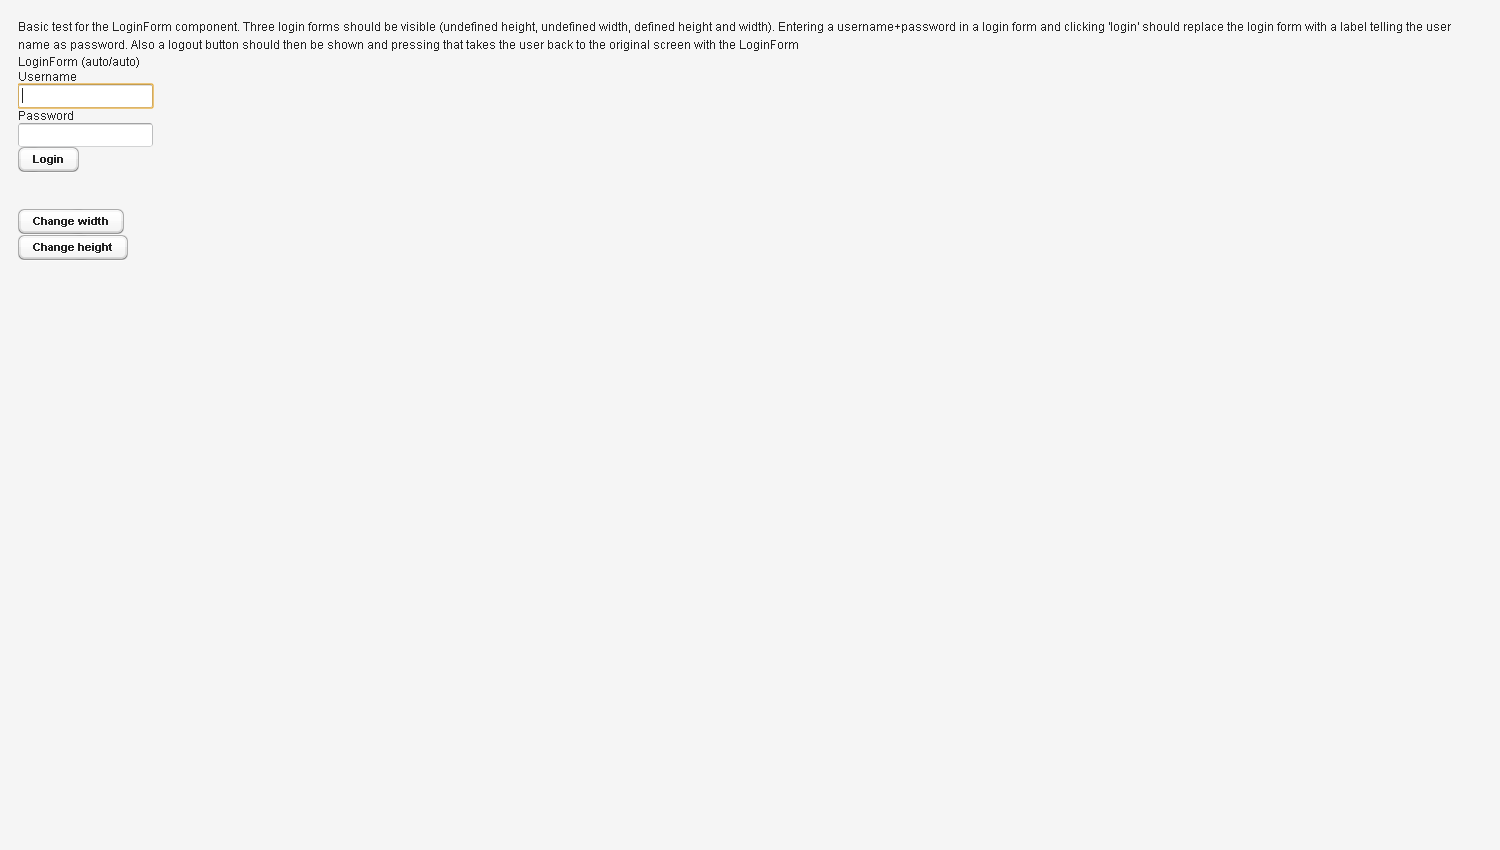 Basic test for the LoginForm component. Three login forms should be visible (undefined height, undefined width, defined height and width). Entering a username+password in a login form and clicking 'login' should replace the login form with a label telling the user
name as password. Also a logout button should then be shown and pressing that takes the user back to the original screen with the LoginForm
LoginForm (auto/auto)
Username
Password
Login
Change width
Change height